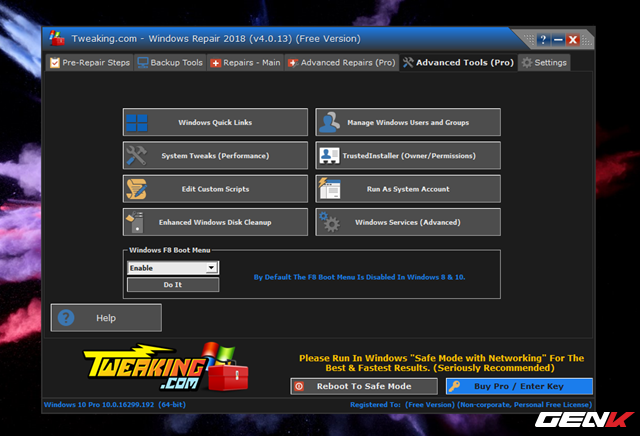 Tweaking.com - Windows Repair 2018 (v4.0.13) (Free Version)
Pre-Repair Steps
Backup Tools
Repairs - Main
Advanced Repairs (Pro)
Advanced Tools (Pro)
Settings
Windows Quick Links
Manage Windows Users and Groups
System Tweaks (Performance)
TrustedInstaller (Owner/Permissions)
Edit Custom Scripts
Run As System Account
Enhanced Windows Disk Cleanup
Windows Services (Advanced)
Windows F8 Boot Menu
Enable
Do It
By Default The F8 Boot Menu Is Disabled In Windows 8 & 10.
Help
TWEAKING
.COM
Please Run In Windows "Safe Mode with Networking" For The
Best & Fastest Results. (Seriously Recommended)
Reboot To Safe Mode
Buy Pro / Enter Key
Windows 10 Pro 10.0.16299.192 (64-bit)
Registered To: (Free Version) (Non-corporate, Personal Free License)
GENK